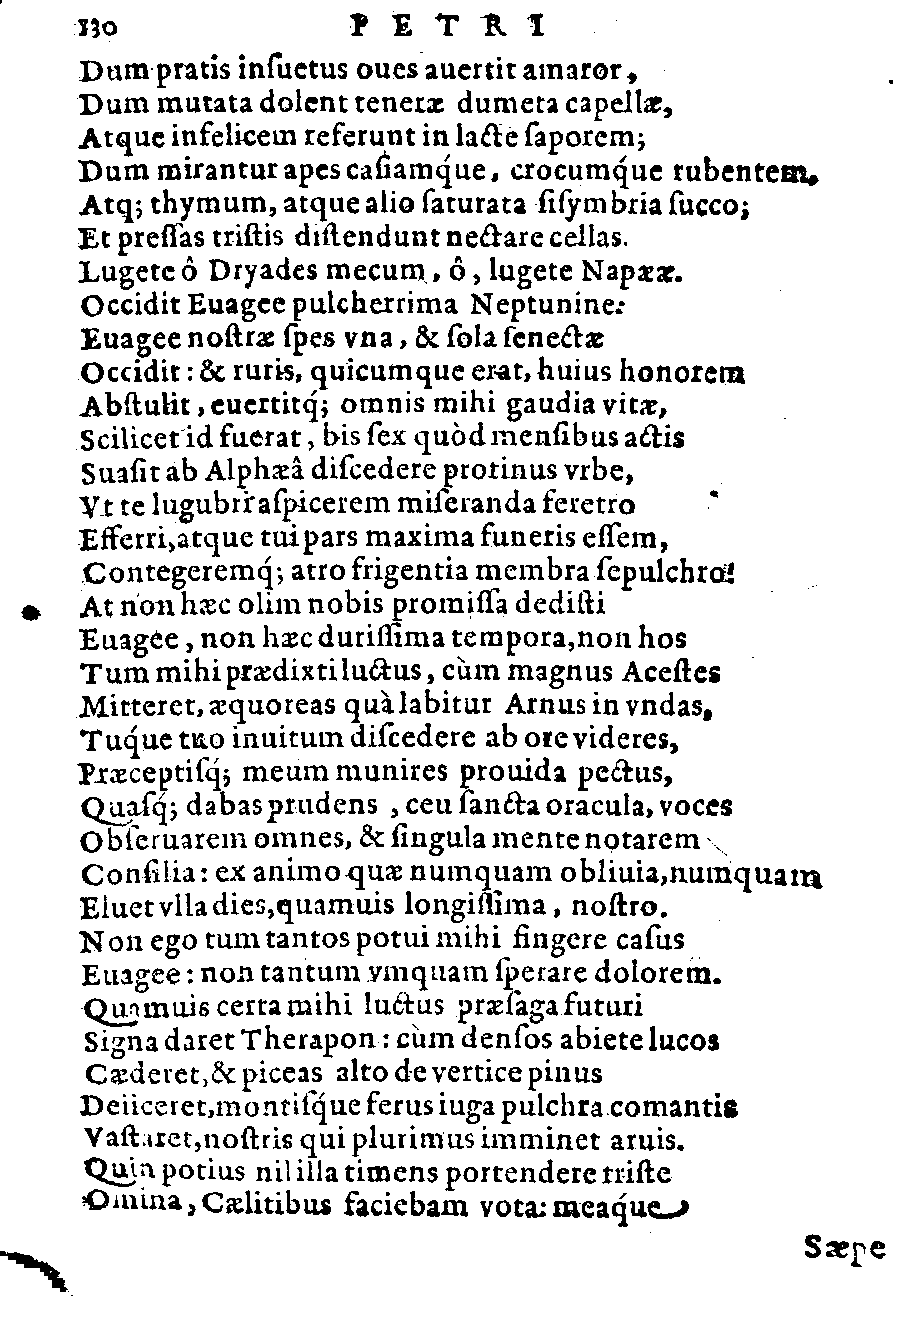 130 PETRI
Dum pratis inſuetus oues auertit amaror,
Dum mutata dolent teneræ dumeta capellæ,
Atque infelicem referunt in lacte ſaporem;
Dum mirantur apes caſiamq́ue, crocumq́ue rubentem,
Atq; thymum, atque alio ſaturata ſiſymbria ſucco;
Et preſſas triſtis diſtendunt nectare cellas.
Lugete ô Dryades mecum, ô, lugete Napææ.
Occidit Euagee pulcherrima Neptunine:
Euagee noſtræ ſpes vna, & ſola ſenectæ
Occidit: & ruris, quicumque erat, huius honorem
Abſtulit, euertitq́; omnis mihi gaudia vitæ,
Scilicet id fuerat, bis ſex quòd menſibus actis
Suaſit ab Alphæâ diſcedere protinus vrbe,
Vt te lugubri aſpicerem miſeranda feretro
Efferri, atque tui pars maxima funeris eſſem,
Contegeremq́; atro frigentia membra ſepulchro!
At non hæc olim nobis promiſſa dediſti
Euagee, non hæc duriſſima tempora, non hos
Tum mihi prædixti luctus, cùm magnus Aceſtes
Mitteret, æquoreas quà labitur Arnus in vndas,
Tuq́ue tuo inuitum diſcedere ab ore videres,
Præceptiſq́; meum munires prouida pectus,
Quaſq́; dabas prudens, ceu ſancta oracula, voces
Obſeruarem omnes, & ſingula mente notarem
Conſilia: ex animo quæ numquam obliuia, numquam
Eluet vlla dies, quamuis longiſſima, noſtro.
Non ego tum tantos potui mihi fingere caſus
Euagee: non tantum vmquam ſperare dolorem.
Quamuis certa mihi luctus præſaga futuri
Signa daret Therapon: cùm denſos abiete lucos
Cæderet, & piceas alto de vertice pinus
Deiiceret, montiſq́ue ferus iuga pulchra comantis
Vaſtaret, noſtris qui plurimus imminet aruis.
Quin potius nil illa timens portendere triſte
Omina, Cælitibus faciebam vota: meaq́ue
Sæpe